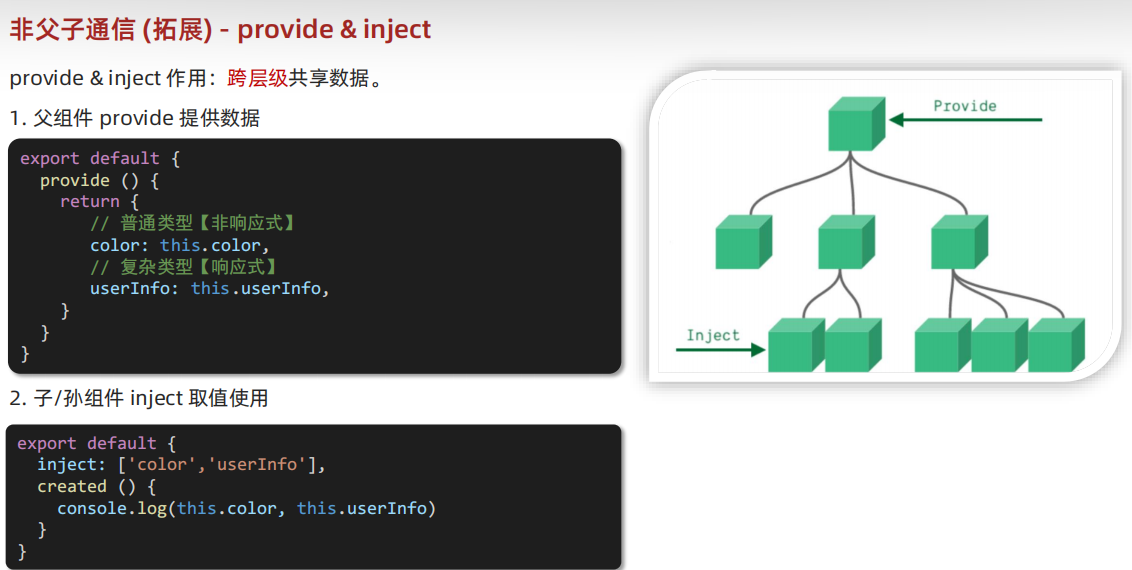 非父子通信 (拓展) - provide & inject
provide & inject 作用：跨层级共享数据。
1. 父组件 provide 提供数据
export default {
  provide () {
    return {
       // 普通类型【非响应式】
       color: this.color,
       // 复杂类型【响应式】
       userInfo: this.userInfo,
    }
  }
}
2. 子/孙组件 inject 取值使用
export default {
  inject: ['color','userInfo'],
  created () {
    console.log(this.color, this.userInfo)
  }
}
Provide
Inject